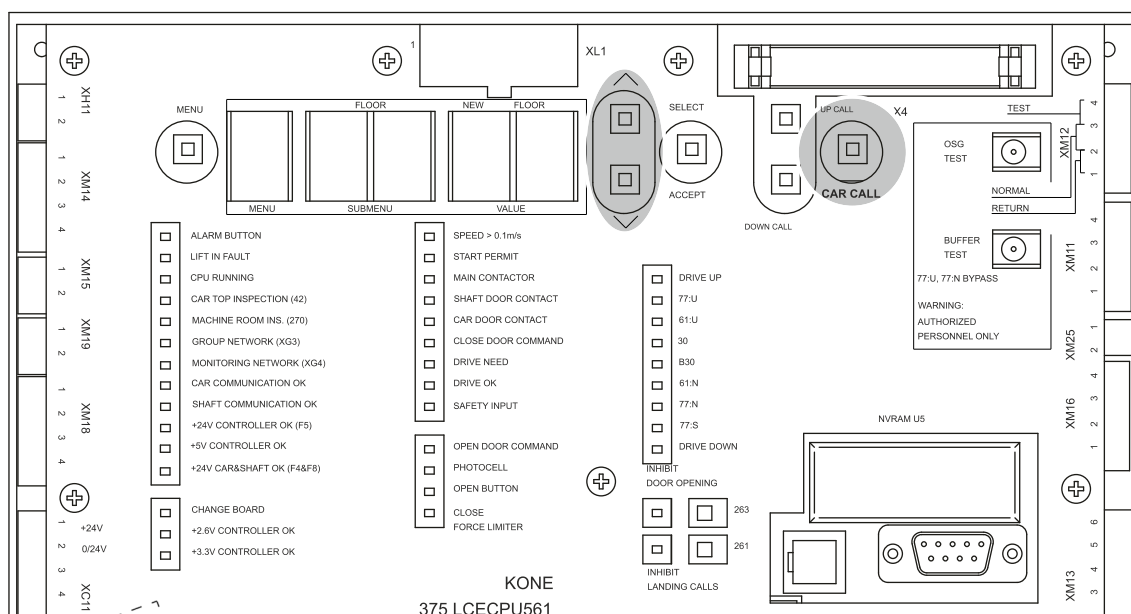 1
XL1
MENU
FLOOR
NEW FLOOR
SELECT
UP CALL
X4
TEST
OSG
TEST
4
3
2
1
XM12
MENU
SUBMENU
VALUE
ACCEPT
CAR CALL
DOWN CALL
NORMAL
RETURN
BUFFER
TEST
77:U, 77:N BYPASS
WARNING:
AUTHORIZED
PERSONNEL ONLY
1
2
XH11
1
2
3
4
XM14
1
2
XM15
1
2
XM19
1
2
3
4
XM18
1
2
3
4
XC11
+24V
0/24V
ALARM BUTTON
LIFT IN FAULT
CPU RUNNING
CAR TOP INSPECTION (42)
MACHINE ROOM INS. (270)
GROUP NETWORK (XG3)
MONITORING NETWORK (XG4)
CAR COMMUNICATION OK
SHAFT COMMUNICATION OK
+24V CONTROLLER OK (F5)
+5V CONTROLLER OK
+24V CAR&SHAFT OK (F4&F8)
CHANGE BOARD
+2.6V CONTROLLER OK
+3.3V CONTROLLER OK
SPEED > 0.1m/s
START PERMIT
MAIN CONTACTOR
SHAFT DOOR CONTACT
CAR DOOR CONTACT
CLOSE DOOR COMMAND
DRIVE NEED
DRIVE OK
SAFETY INPUT
OPEN DOOR COMMAND
PHOTOCELL
OPEN BUTTON
CLOSE
FORCE LIMITER
DRIVE UP
77:U
61:U
30
B30
61:N
77:N
77:S
DRIVE DOWN
INHIBIT
DOOR OPENING
263
261
INHIBIT
LANDING CALLS
NVRAM U5
4
3
2
1
XM11
1
2
XM25
4
3
2
1
XM16
6
5
4
3
XM13
KONE
375 LCECPU561